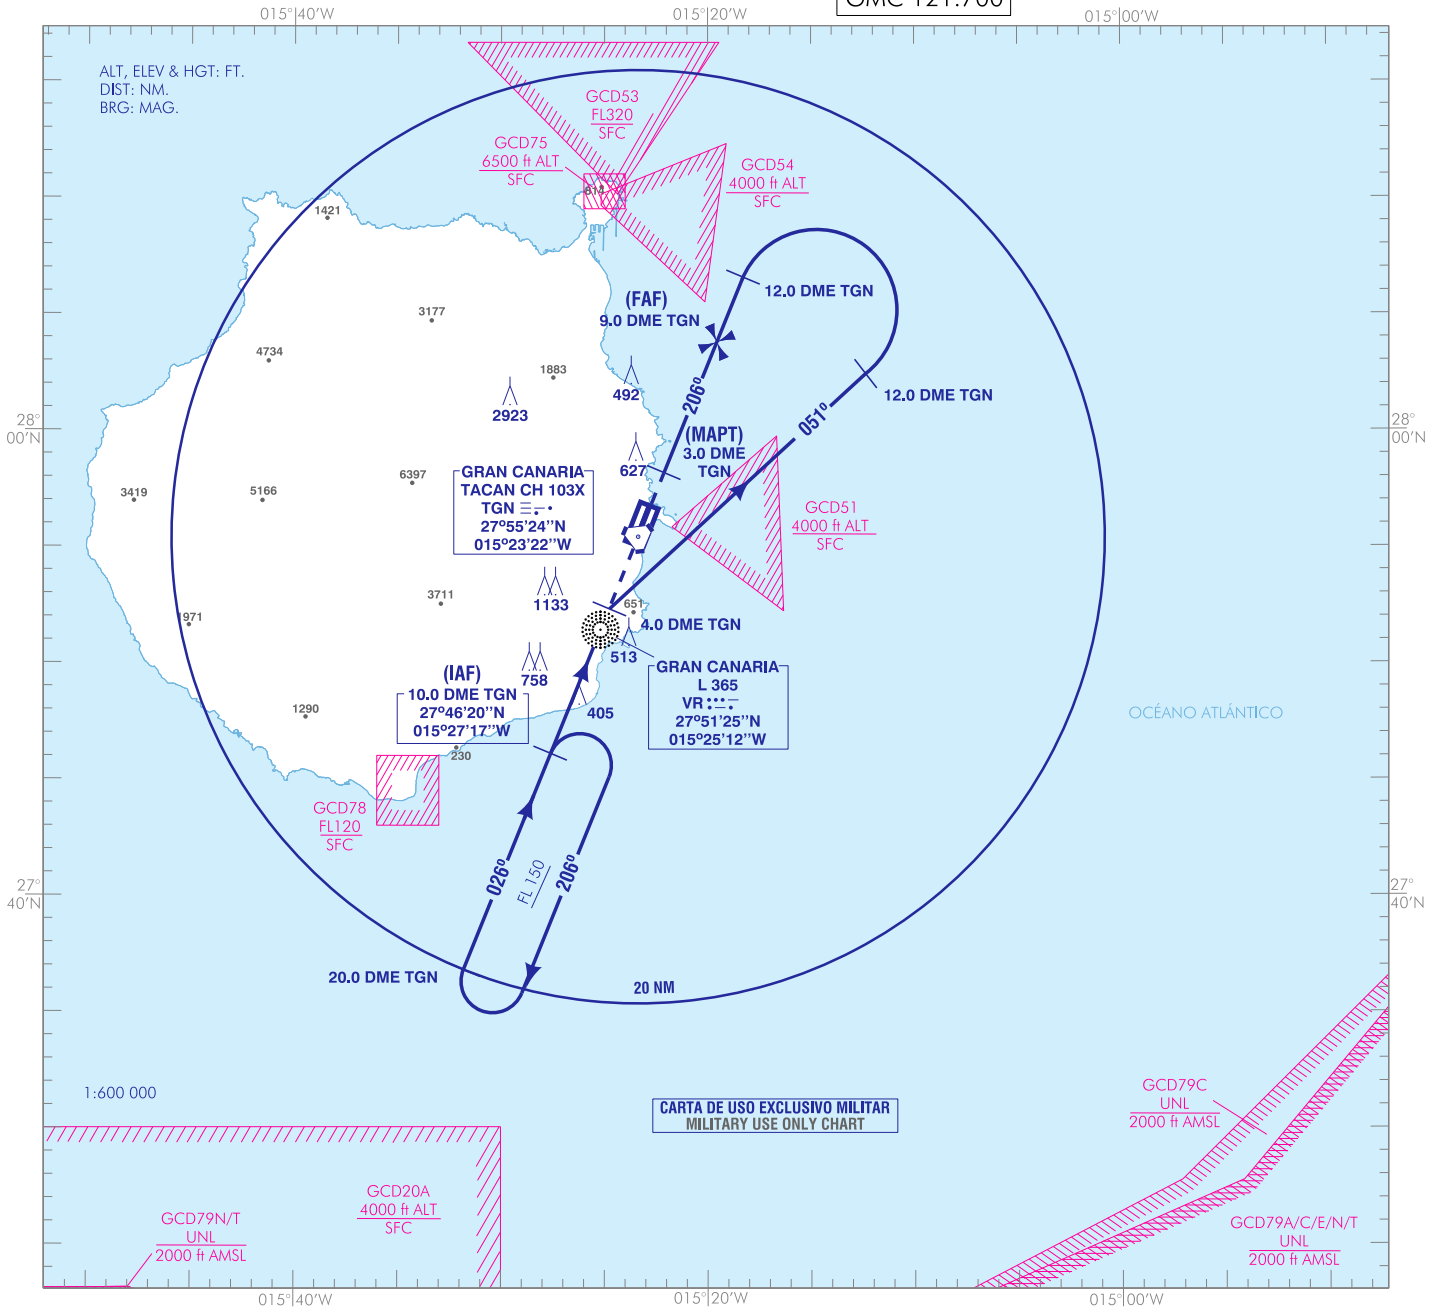 GMC 121.700
015°40'W
015°20'W
015°00'W
ALT, ELEV & HGT: FT.
DIST: NM.
BRG: MAG.
GCD53
FL320
SFC
GCD75
6500 ft ALT
SFC
GCD54
4000 ft ALT
SFC
614
1421
(FAF)
9.0 DME TGN
12.0 DME TGN
3177
4734
1883
492
2923
206°
12.0 DME TGN
051°
28°
00'N
28°
00'N
(MAPT)
3.0 DME
TGN
627
6397
3419
5166
GRAN CANARIA
TACAN CH 103X
TGN
27°55'24''N
015°23'22''W
GCD51
4000 ft ALT
SFC
1133
3711
651
1971
4.0 DME TGN
513
758
(IAF)
10.0 DME TGN
27°46'20''N
015°27'17''W
GRAN CANARIA
L 365
VR
27°51'25''N
015°25'12''W
405
1290
230
OCÉANO ATLÁNTICO
GCD78
FL120
SFC
026°
FL 150
206°
27°
40'N
27°
40'N
20.0 DME TGN
20 NM
1:600 000
CARTA DE USO EXCLUSIVO MILITAR
MILITARY USE ONLY CHART
GCD79C
UNL
2000 ft AMSL
GCD20A
4000 ft ALT
SFC
GCD79N/T
UNL
2000 ft AMSL
GCD79A/C/E/N/T
UNL
2000 ft AMSL
015°40'W
015°20'W
015°00'W